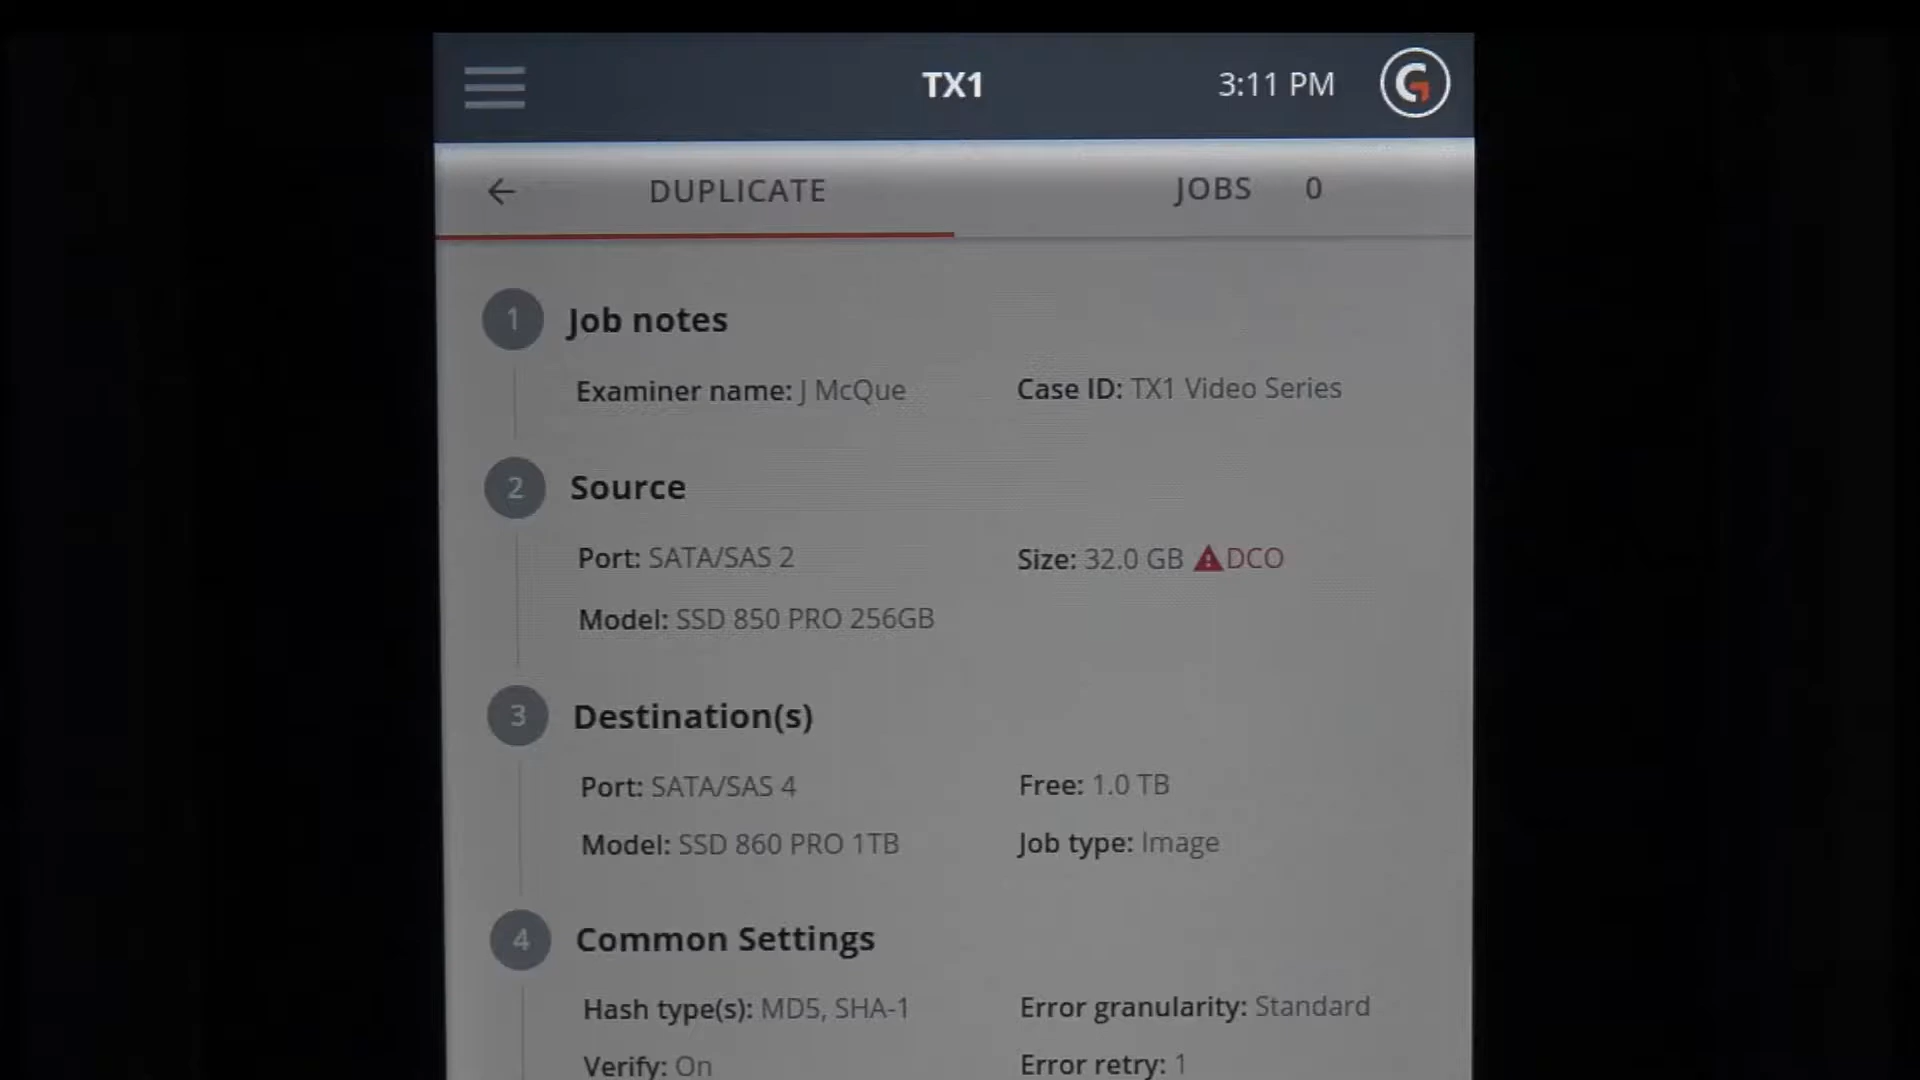 TX1
3:11 PM
DUPLICATE
JOBS 0
1 Job notes
Examiner name: J McQue
Case ID: TX1 Video Series
2 Source
Port: SATA/SAS 2
Size: 32.0 GB DCO
Model: SSD 850 PRO 256GB
3 Destination(s)
Port: SATA/SAS 4
Free: 1.0 TB
Model: SSD 860 PRO 1TB
Job type: Image
4 Common Settings
Hash type(s): MD5, SHA-1
Error granularity: Standard
Verify: On
Error retry: 1